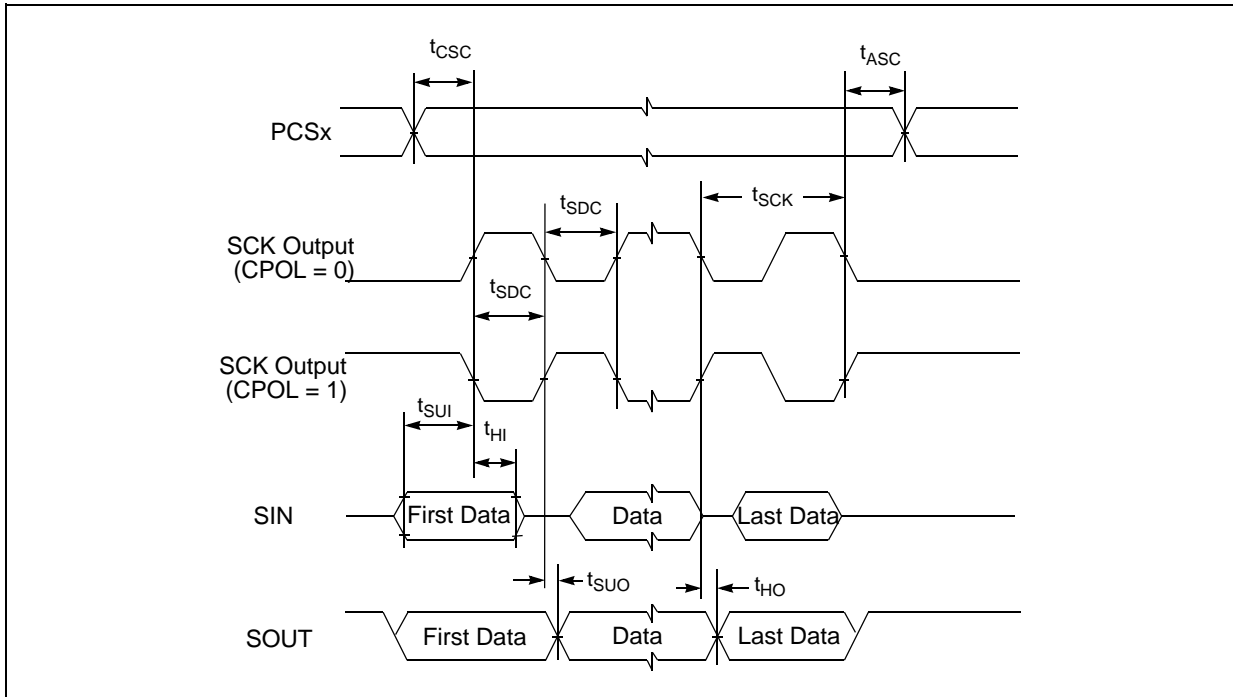 tCSC
tASC
PCSx
tSCK
tSDC
SCK Output
(CPOL = 0)
tSDC
SCK Output
(CPOL = 1)
tSUI
tHI
SIN
First Data
Data
Last Data
tSUO
tHO
SOUT
First Data
Data
Last Data